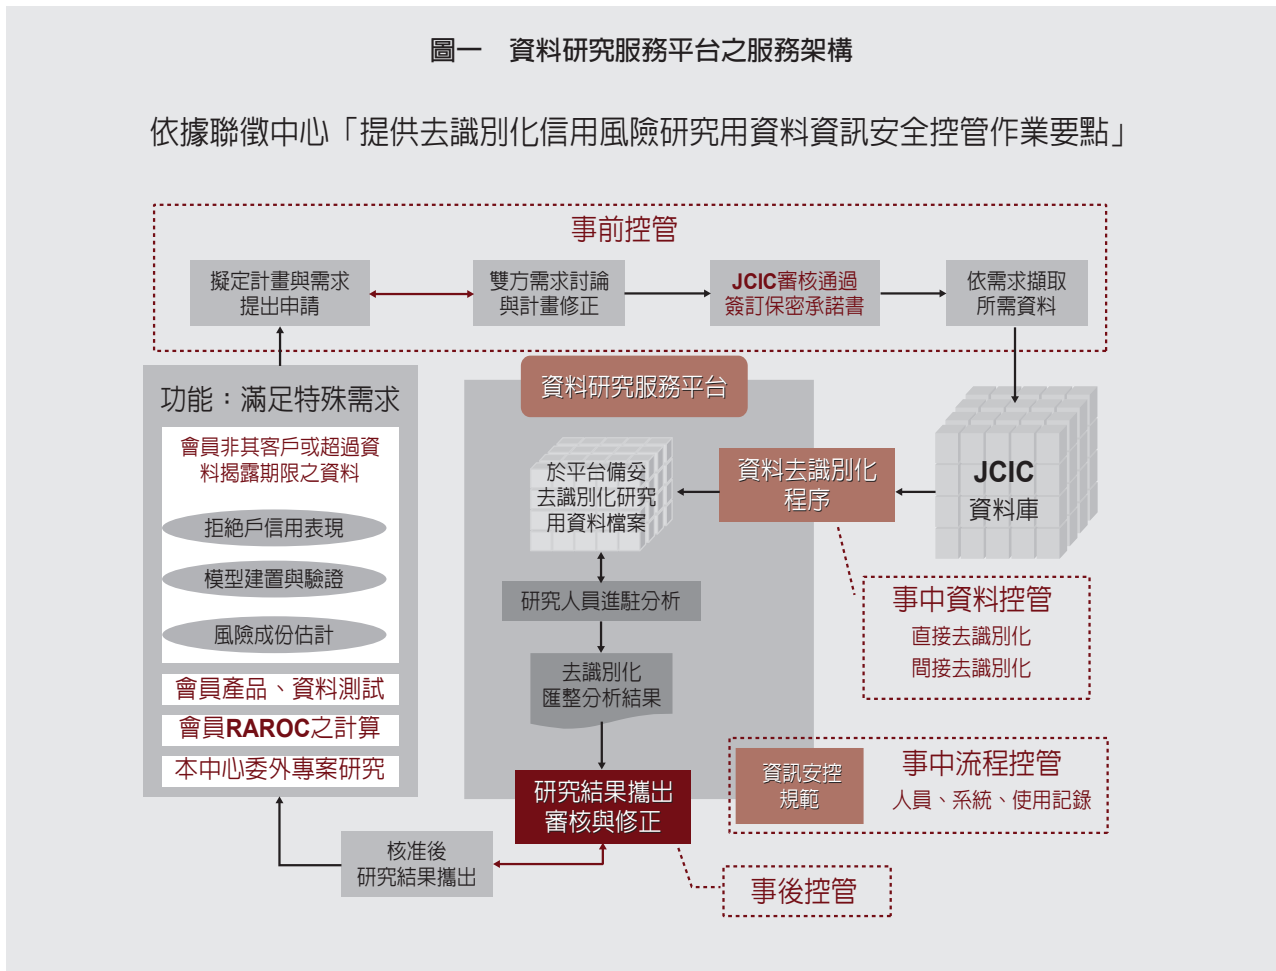 圖一　資料研究服務平台之服務架構
依據聯徵中心「提供去識別化信用風險研究用資料資訊安全控管作業要點」
事前控管
擬定計畫與需求
提出申請
雙方需求討論
與計畫修正
JCIC審核通過
簽訂保密承諾書
依需求擷取
所需資料
功能：滿足特殊需求
會員非其客戶或超過資
料揭露期限之資料
拒絕戶信用表現
模型建置與驗證
風險成份估計
會員產品、資料測試
會員RAROC之計算
本中心委外專案研究
資料研究服務平台
於平台備妥
去識別化研究
用資料檔案
資料去識別化
程序
JCIC
資料庫
研究人員進駐分析
去識別化
匯整分析結果
事中資料控管
直接去識別化
間接去識別化
資訊安控
規範
事中流程控管
人員、系統、使用記錄
研究結果攜出
審核與修正
核准後
研究結果攜出
事後控管